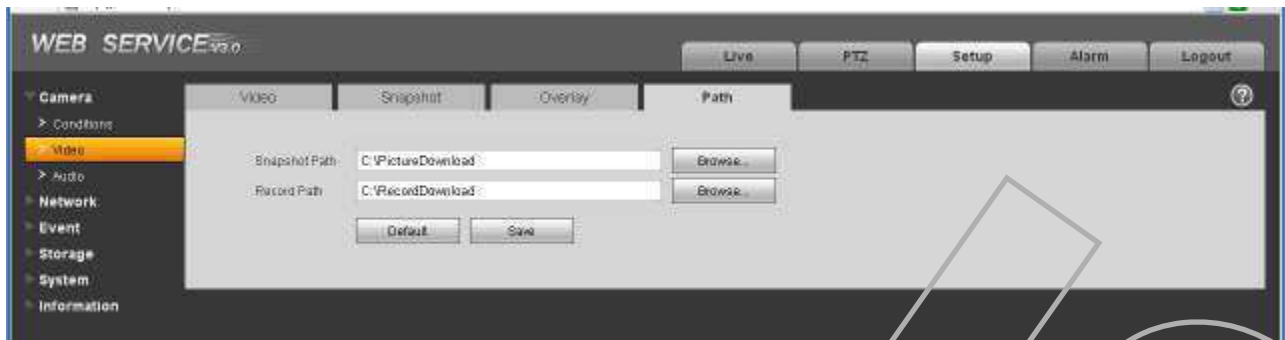 WEB SERVICE V3.0
Live
PTZ
Setup
Alarm
Logout
Camera
Conditions
Video
Audio
Network
Event
Storage
System
Information
Video
Snapshot
Overlay
Path
?
Snapshot Path
C:\PictureDownload
Browse...
Record Path
C:\RecordDownload
Browse...
Default
Save